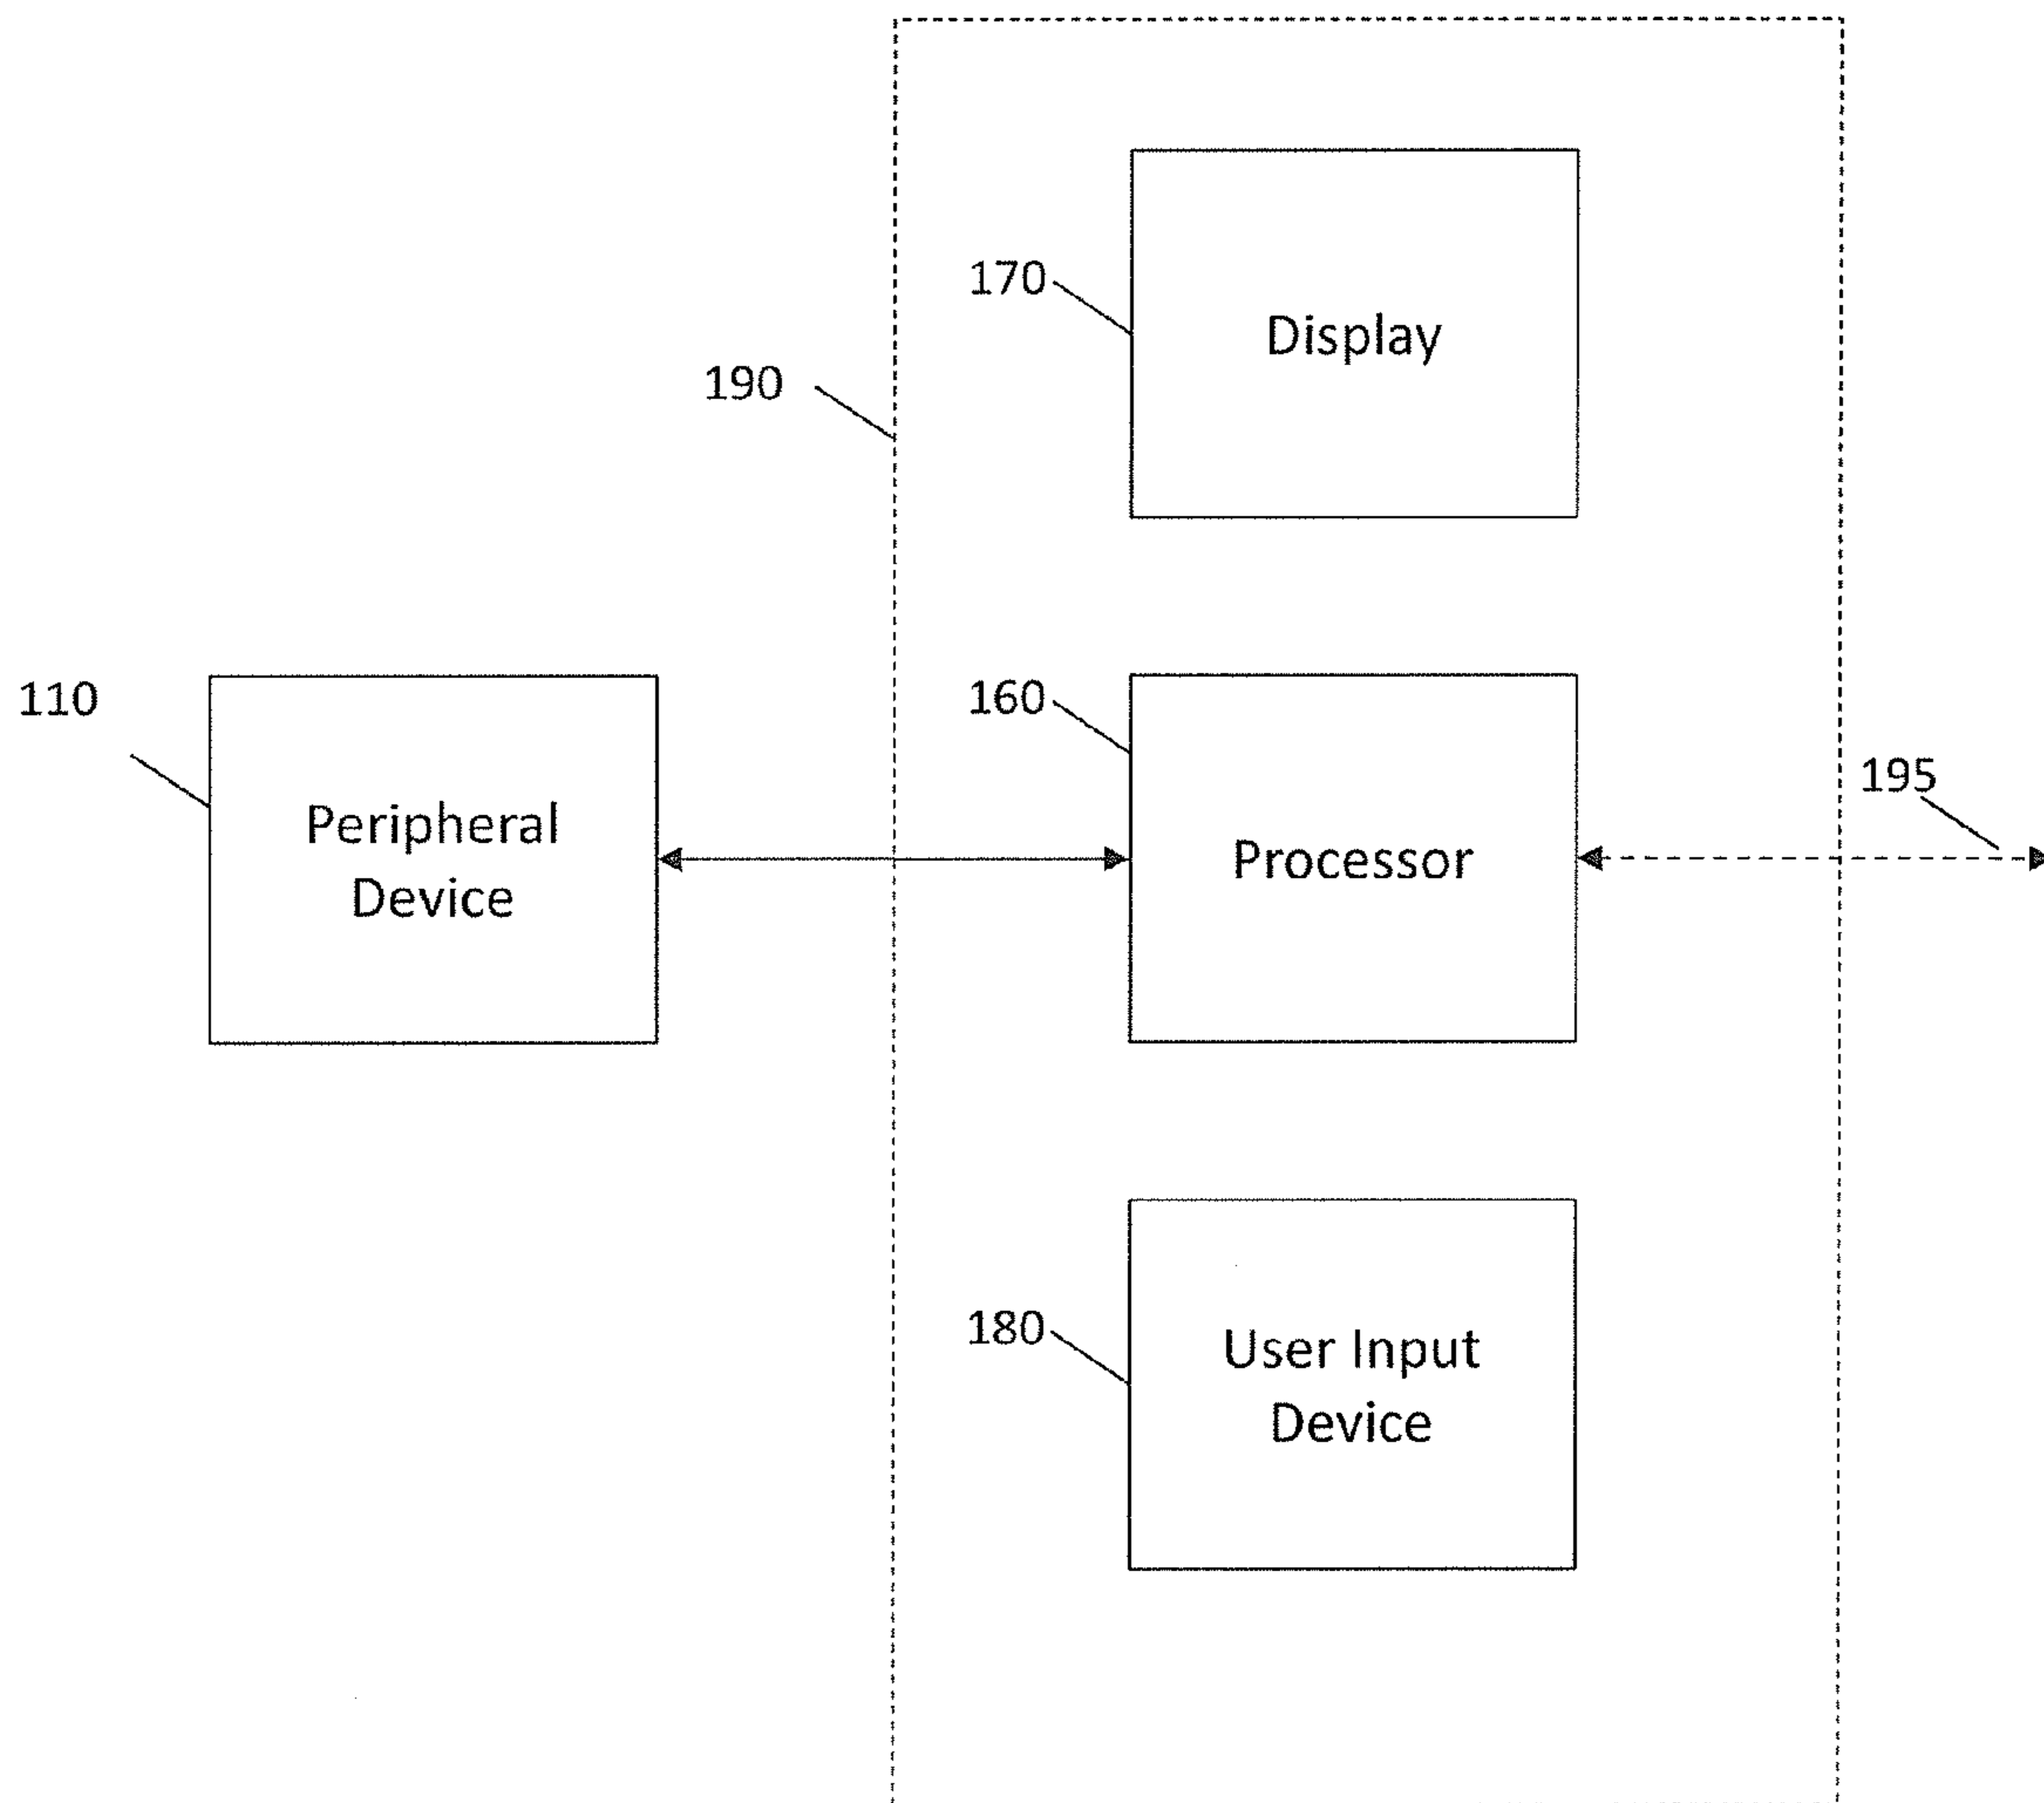 170
Display
190
110
Peripheral
Device
160
Processor
195
180
User Input
Device